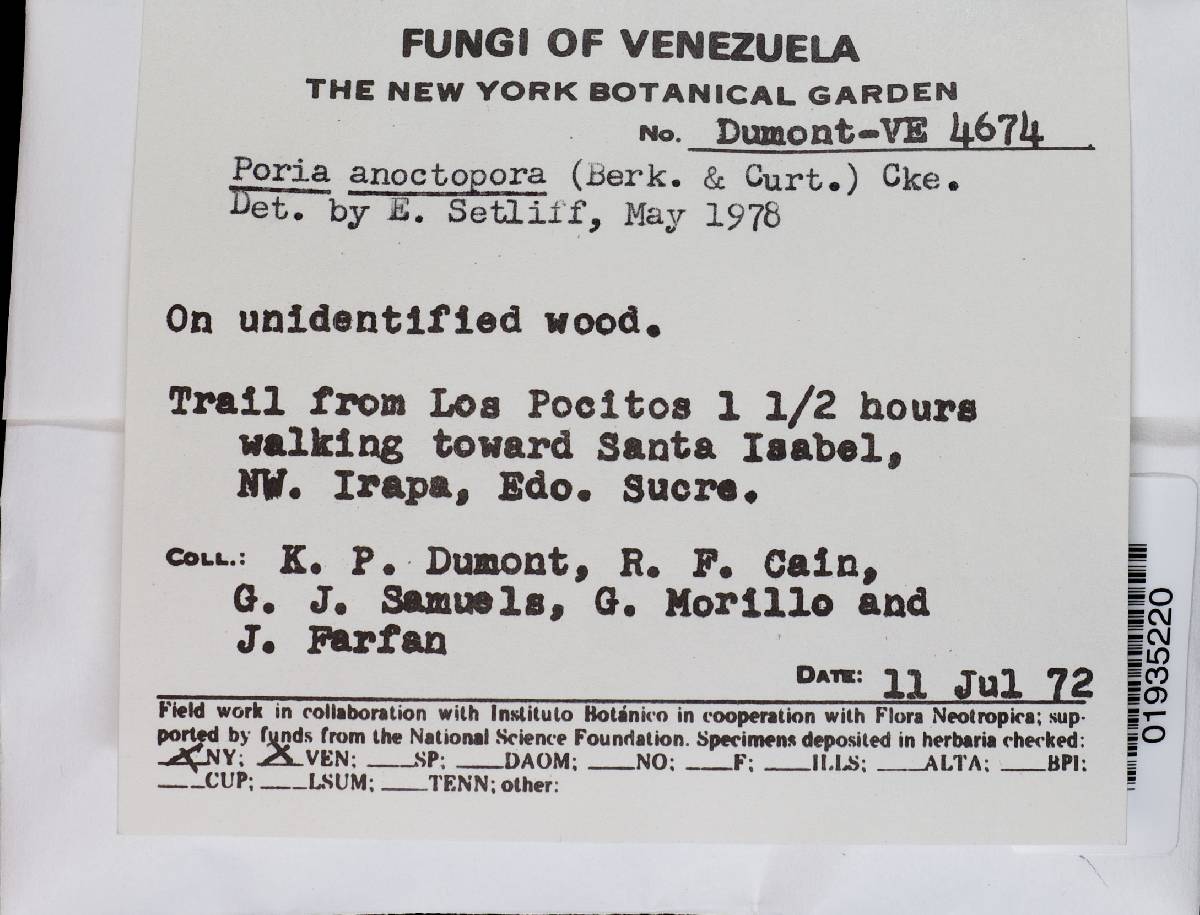 FUNGI OF VENEZUELA
THE NEW YORK BOTANICAL GARDEN
No. Dumont-VE 4674
Poria anoctopora (Berk. & Curt.) Cke.
Det. by E. Setliff, May 1978
On unidentified wood.
Trail from Los Pocitos 1 1/2 hours
walking toward Santa Isabel,
NW. Irapa, Edo. Sucre.
COLL.: K. P. Dumont, R. F. Cain,
G. J. Samuels, G. Morillo and
J. Farfan
DATE: 11 Jul 72
Field work in collaboration with Instituto Botánico in cooperation with Flora Neotropica; sup-
ported by funds from the National Science Foundation. Specimens deposited in herbaria checked:
X NY; X VEN; ___SP; ___DAOM; ___NO; ___F; ___ILLS; ___ALTA; ___BPI;
___CUP; ___LSUM; ___TENN; other:
01935220